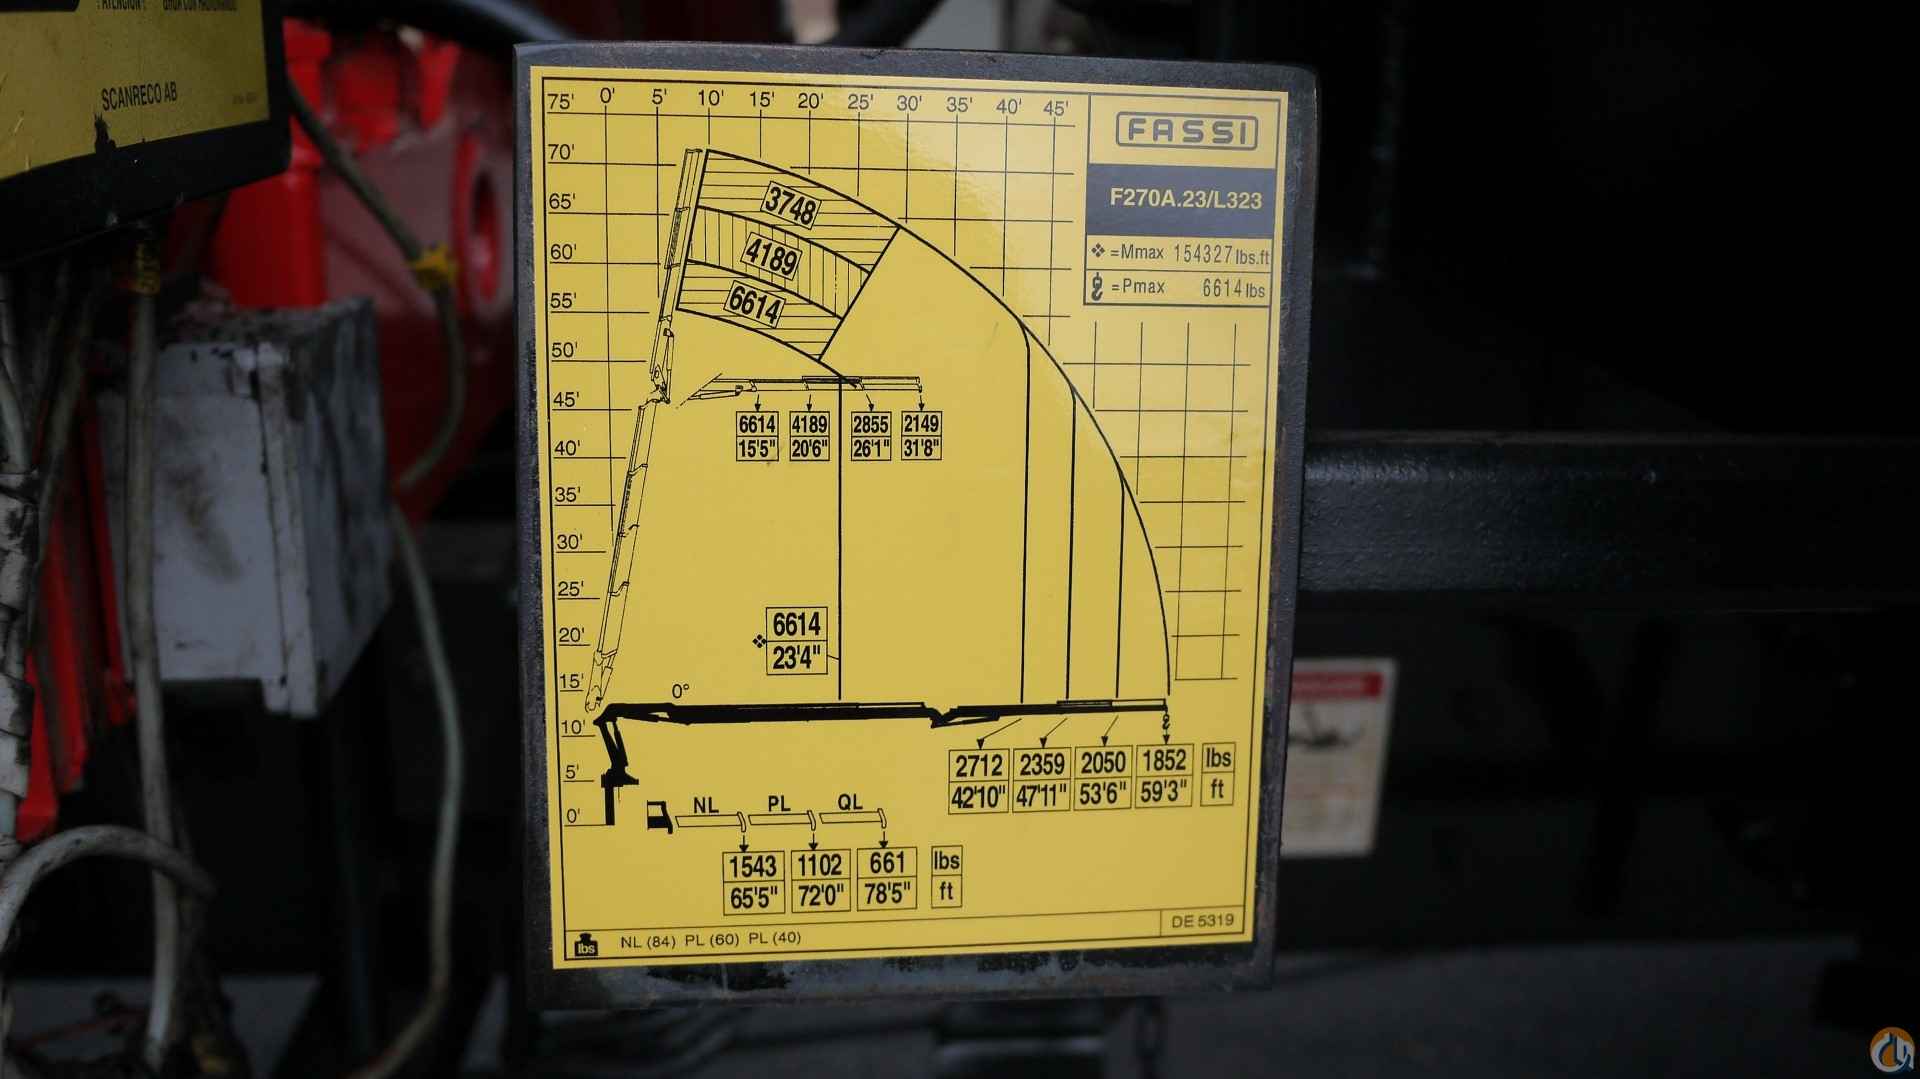 ¡ATENCION!
SCANRECO AB
75' 0' 5' 10' 15' 20' 25' 30' 35' 40' 45'
FASSI
F270A.23/L323
=Mmax 154327 lbs.ft
=Pmax 6614 lbs
70'
65'
60'
55'
50'
45'
40'
35'
30'
25'
20'
15'
10'
5'
0'
3748
4189
6614
6614 4189 2855 2149
15'5" 20'6" 26'1" 31'8"
6614
23'4"
0°
2712 2359 2050 1852 lbs
42'10" 47'11" 53'6" 59'3" ft
NL PL QL
1543 1102 661 lbs
65'5" 72'0" 78'5" ft
lbs NL (84) PL (60) PL (40)
DE 5319